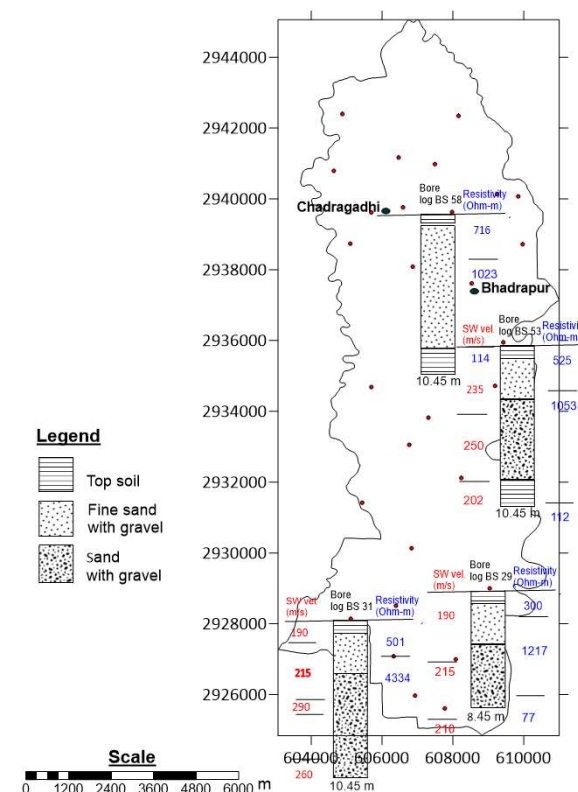 2944000
2942000
2940000
2938000
2936000
2934000
2932000
2930000
2928000
2926000
604000
606000
608000
610000
Chadragadhi
Bhadrapur
Bore
log BS 58
Resistivity
(Ohm-m)
716
1023
114
10.45 m
SW vel.
(m/s)
235
250
202
Bore
log BS 53
Resistivity
(Ohm-m)
525
1053
112
10.45 m
SW vel.
(m/s)
190
215
210
Bore
log BS 29
Resistivity
(Ohm-m)
300
1217
77
8.45 m
SW vel.
(m/s)
190
215
290
260
Bore
log BS 31
Resistivity
(Ohm-m)
501
4334
10.45 m
Legend
Top soil
Fine sand
with gravel
Sand
with gravel
Scale
0 1200 2400 3600 4800 6000 m